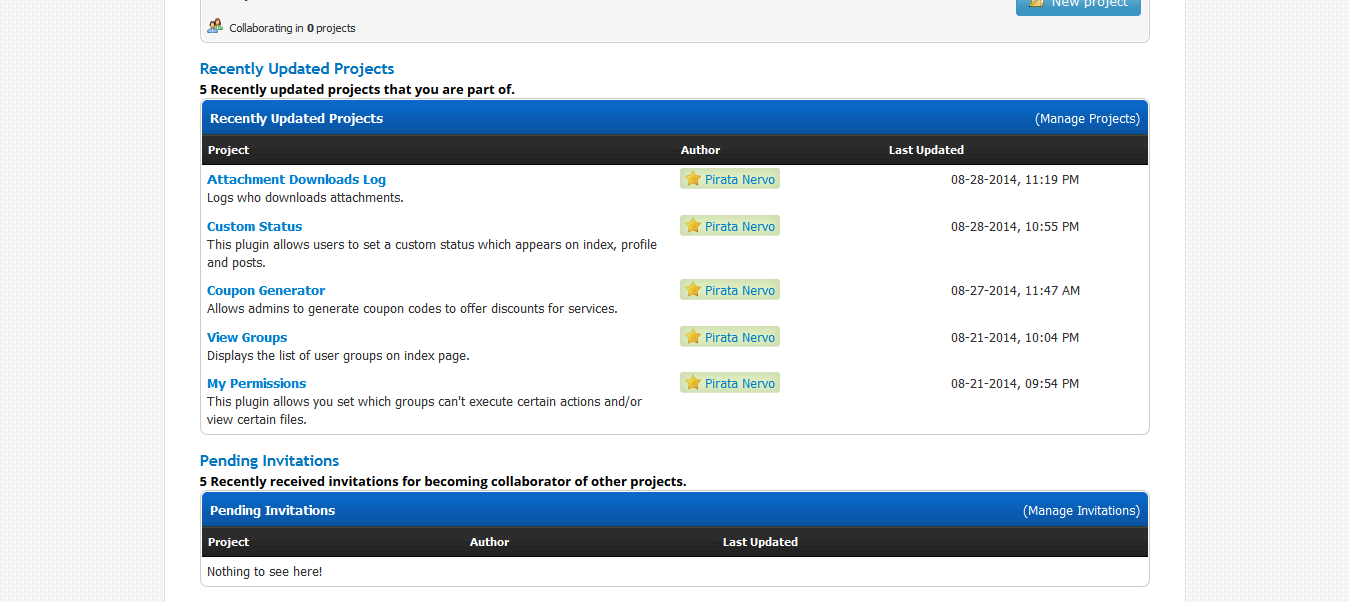 New project
Collaborating in 0 projects
Recently Updated Projects
5 Recently updated projects that you are part of.
Recently Updated Projects (Manage Projects)
Project Author Last Updated
Attachment Downloads Log Pirata Nervo 08-28-2014, 11:19 PM
Logs who downloads attachments.
Custom Status Pirata Nervo 08-28-2014, 10:55 PM
This plugin allows users to set a custom status which appears on index, profile
and posts.
Coupon Generator Pirata Nervo 08-27-2014, 11:47 AM
Allows admins to generate coupon codes to offer discounts for services.
View Groups Pirata Nervo 08-21-2014, 10:04 PM
Displays the list of user groups on index page.
My Permissions Pirata Nervo 08-21-2014, 09:54 PM
This plugin allows you set which groups can't execute certain actions and/or
view certain files.
Pending Invitations
5 Recently received invitations for becoming collaborator of other projects.
Pending Invitations (Manage Invitations)
Project Author Last Updated
Nothing to see here!